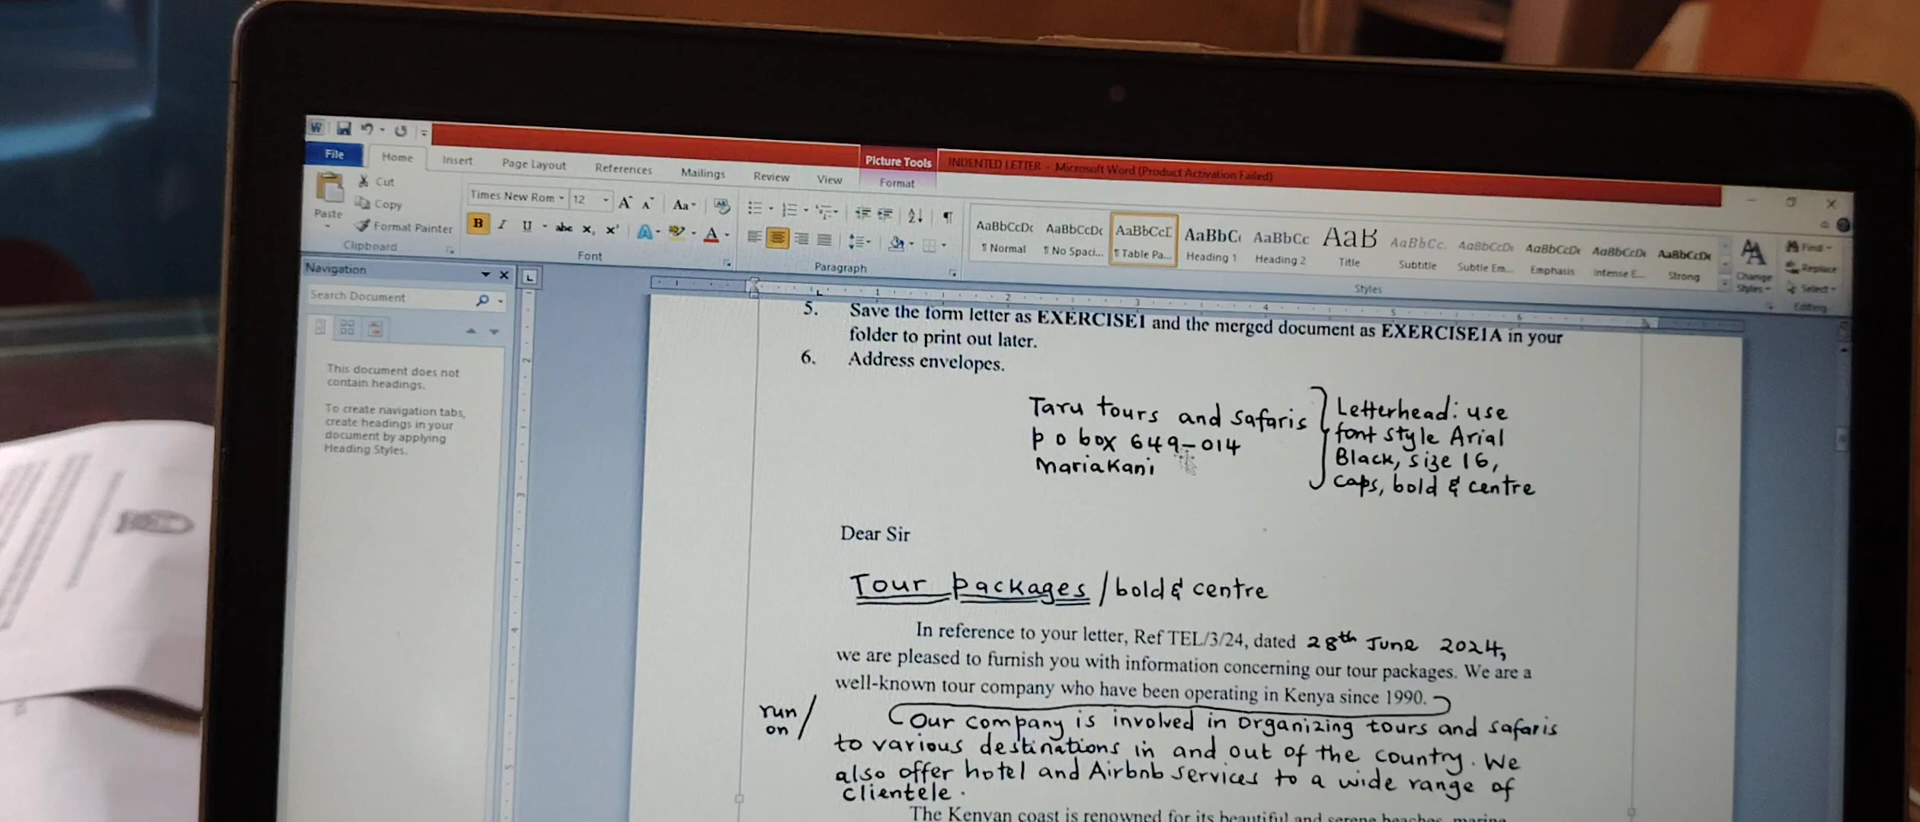 File Home Insert Page Layout References Mailings Review View Picture Tools Format INDENTED LETTER - Microsoft Word (Product Activation Failed)
Paste Cut
Copy
Format Painter
Clipboard
Times New Rom 12
Font
Paragraph
AaBbCcDc AaBbCcDc AaBbCcD AaBbC AaBbCc AaB AaBbCc. AaBbCcDc AaBbCcDc AaBbCcDc AaBbCcDc
¶ Normal ¶ No Spaci... ¶ Table Pa... Heading 1 Heading 2 Title Subtitle Subtle Em... Emphasis Intense E... Strong
Styles
Change Styles
Find
Replace
Select
Editing
Navigation
Search Document
This document does not
contain headings.
To create navigation tabs,
create headings in your
document by applying
Heading Styles.
5. Save the form letter as EXERCISE1 and the merged document as EXERCISE1A in your
folder to print out later.
6. Address envelopes.
Taru tours and safaris
p o box 649-014
mariakani
Letterhead: use
font style Arial
Black, size 16,
caps, bold & centre
Dear Sir
Tour packages / bold & centre
In reference to your letter, Ref TEL/3/24, dated 28th June 2024,
we are pleased to furnish you with information concerning our tour packages. We are a
well-known tour company who have been operating in Kenya since 1990.
run on / Our company is involved in organizing tours and safaris
to various destinations in and out of the country. We
also offer hotel and Airbnb services to a wide range of
clientele.
The Kenyan coast is renowned for its beautiful and serene beaches, marine